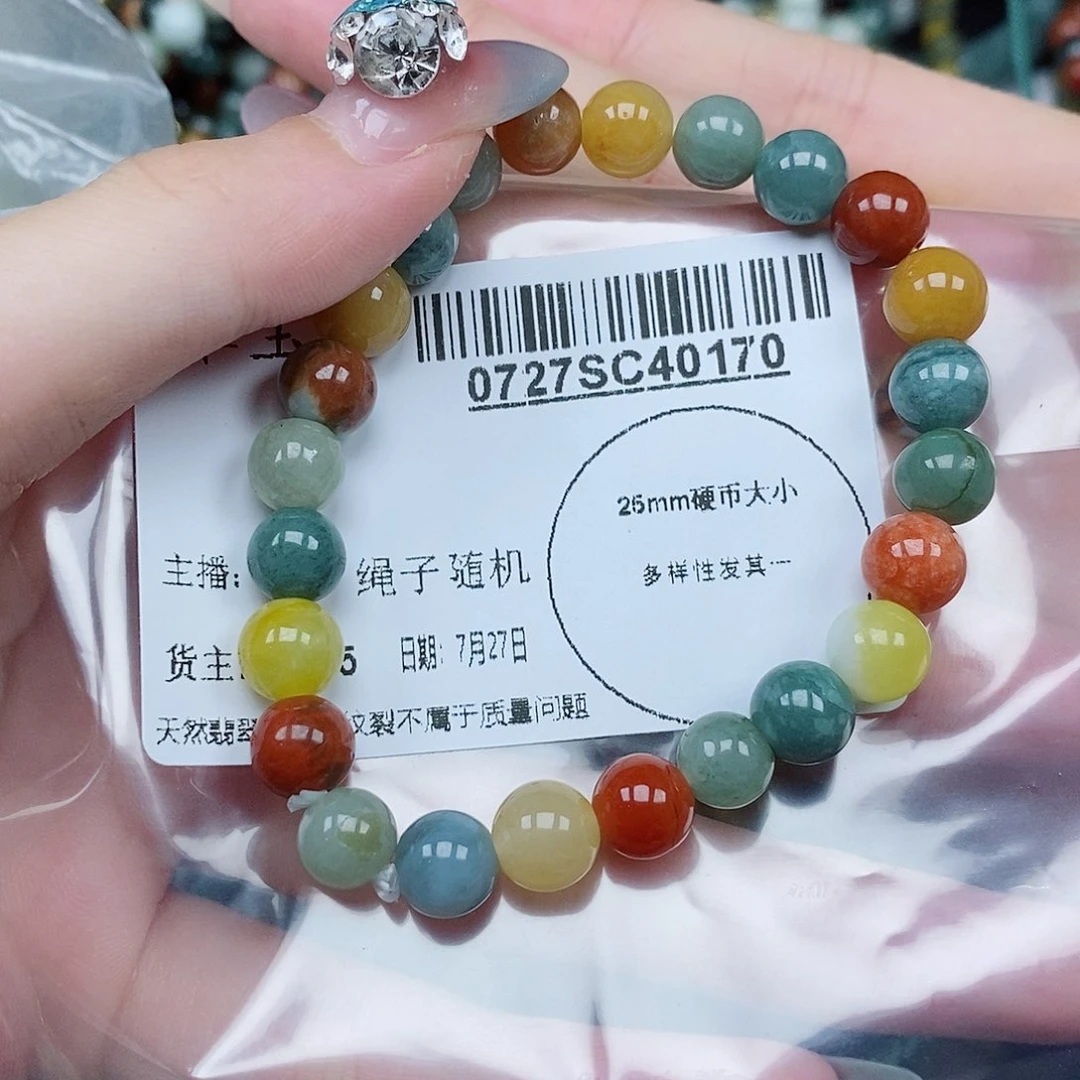 玉
0727SC40170
25mm硬币大小
多样性发其一
主播: 绳子随机
货主 5 日期: 7月27日
天然翡翠 纹裂不属于质量问题